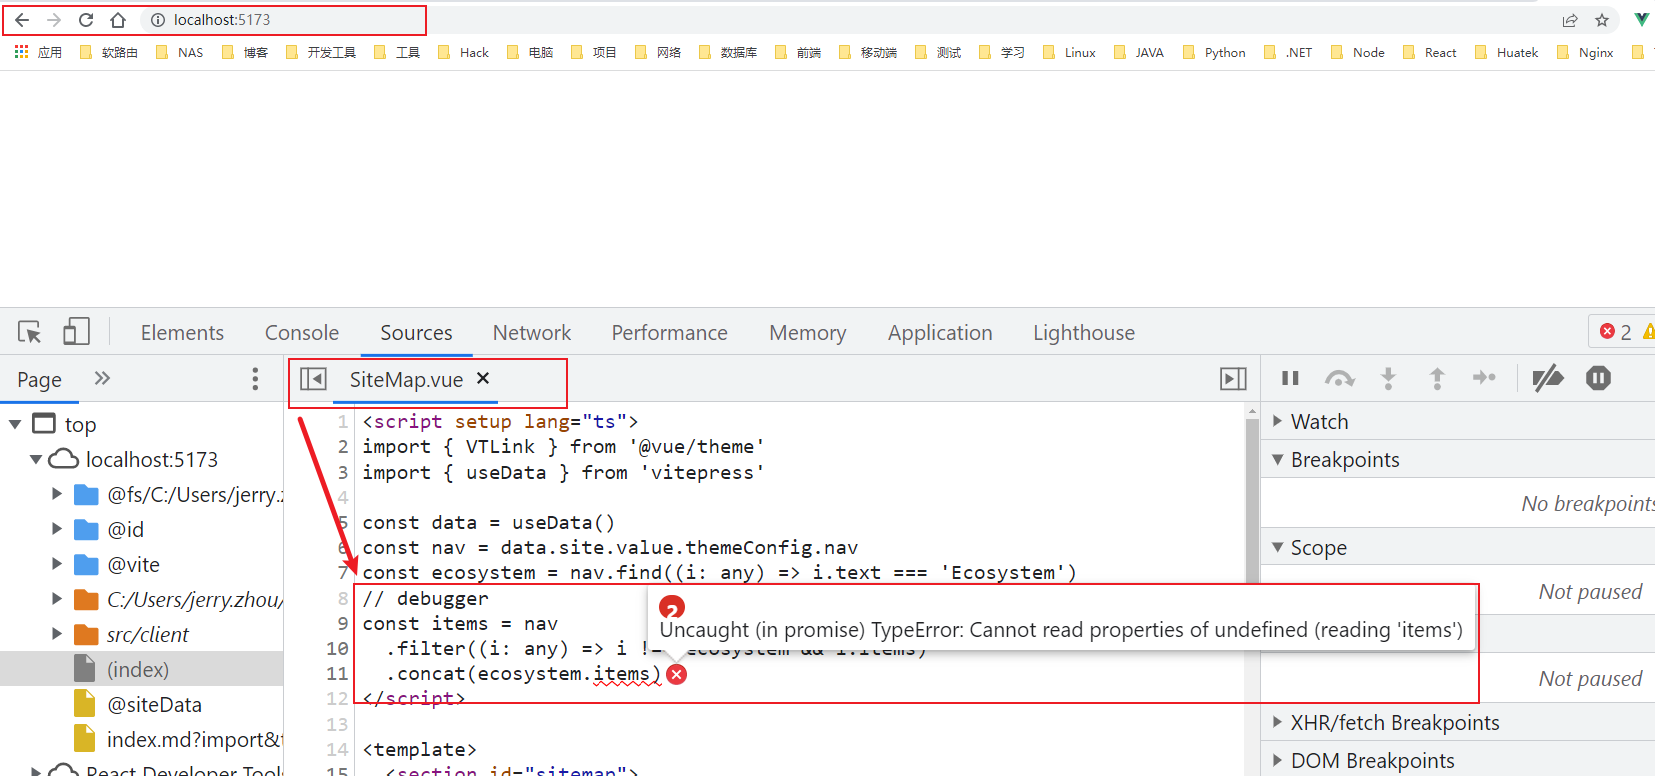 localhost:5173
应用 软路由 NAS 博客 开发工具 工具 Hack 电脑 项目 网络 数据库 前端 移动端 测试 学习 Linux JAVA Python .NET Node React Huatek Nginx
Elements Console Sources Network Performance Memory Application Lighthouse 2
Page SiteMap.vue
top
localhost:5173
@fs/C:/Users/jerry.z
@id
@vite
C:/Users/jerry.zhou/
src/client
(index)
@siteData
index.md?import&t
React Developer Tools
1 <script setup lang="ts">
2 import { VTLink } from '@vue/theme'
3 import { useData } from 'vitepress'
4
5 const data = useData()
6 const nav = data.site.value.themeConfig.nav
7 const ecosystem = nav.find((i: any) => i.text === 'Ecosystem')
8 // debugger
2
Uncaught (in promise) TypeError: Cannot read properties of undefined (reading 'items')
9 const items = nav
10 .filter((i: any) => i != ecosystem && i.items)
11 .concat(ecosystem.items)
12 </script>
13
14 <template>
15 <section id="sitemap">
Watch
Breakpoints
No breakpoints
Scope
Not paused
Not paused
XHR/fetch Breakpoints
DOM Breakpoints